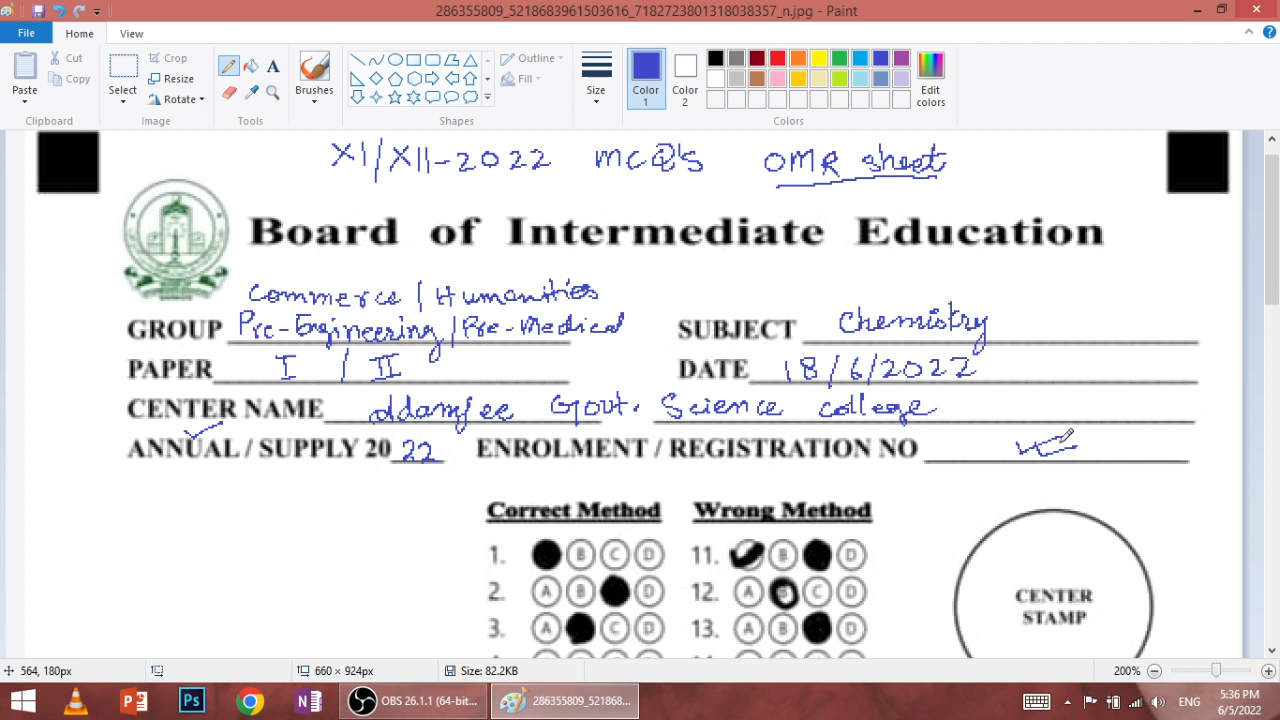 286355809_5218683961503616_7182723801318038357_n.jpg - Paint
File Home View
Paste
Cut
Copy
Clipboard
Select
Crop
Resize
Rotate
Image
A
Tools
Brushes
Shapes
Outline
Fill
Size
Color 1
Color 2
Colors
Edit colors
XI/XII-2022 MCQ's OMR sheet
Board of Intermediate Education
Commerce / Humanities
GROUP Pre-Engineering / Pre-Medical SUBJECT Chemistry
PAPER I / II DATE 18/6/2022
CENTER NAME Adamjee Govt. Science college
ANNUAL / SUPPLY 2022 ENROLMENT / REGISTRATION NO
Correct Method Wrong Method
1. B C D 11. B D
2. A B D 12. A B C D
3. A C D 13. A B D
CENTER STAMP
564, 180px 660 × 924px Size: 82.2KB 200%
OBS 26.1.1 (64-bit... 286355809_521868... ENG 5:36 PM
6/5/2022